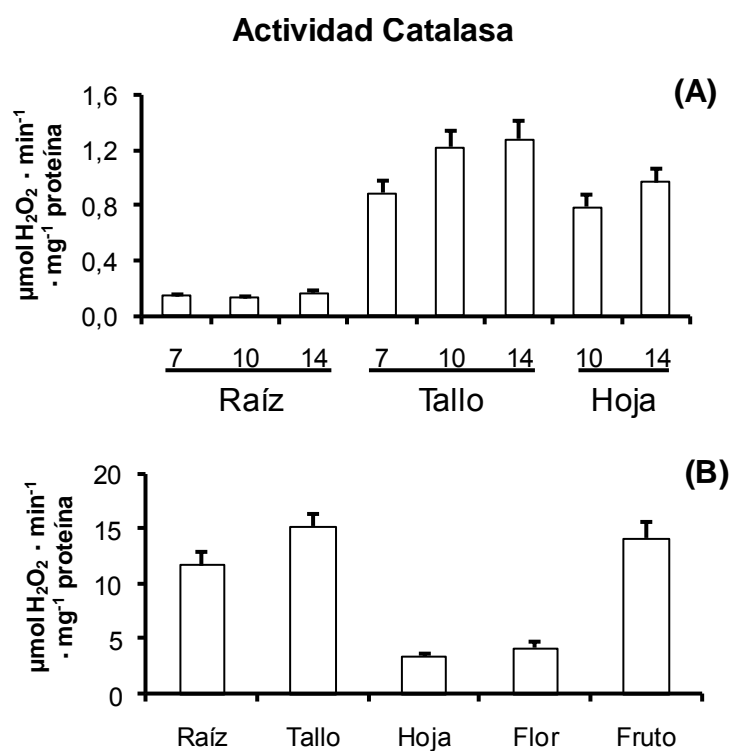 Actividad Catalasa
(A)
µmol H₂O₂ · min⁻¹
· mg⁻¹ proteína
1,6
1,2
0,8
0,4
0,0
7 10 14 7 10 14 10 14
Raíz Tallo Hoja
(B)
µmol H₂O₂ · min⁻¹
· mg⁻¹ proteína
20
15
10
5
0
Raíz Tallo Hoja Flor Fruto